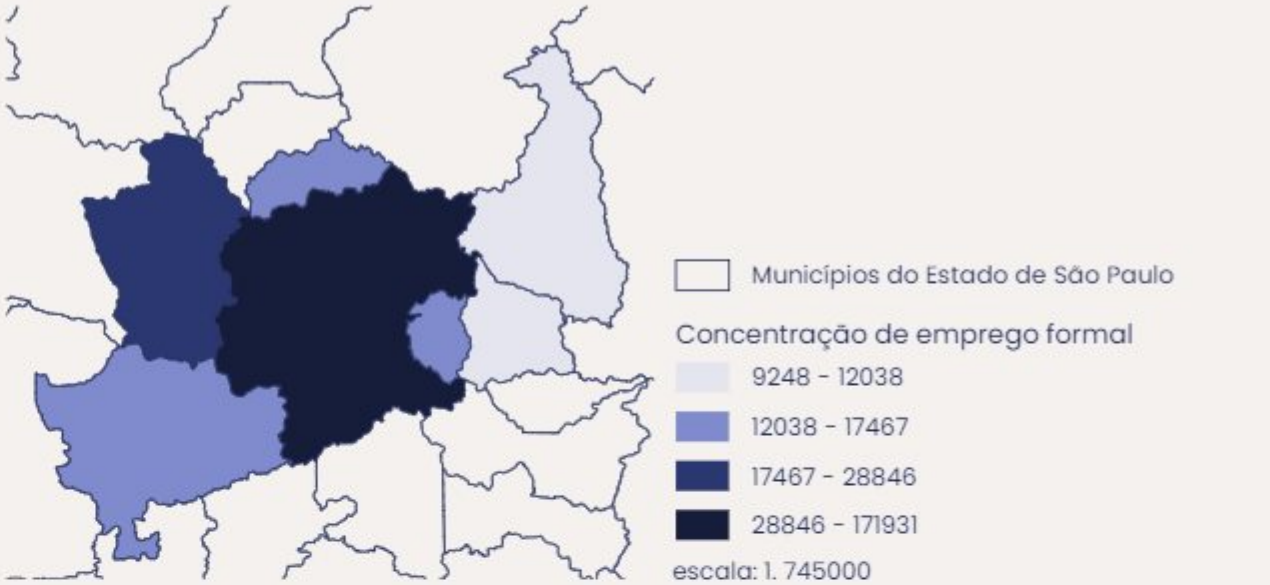 Municípios do Estado de São Paulo
Concentração de emprego formal
9248 - 12038
12038 - 17467
17467 - 28846
28846 - 171931
escala: 1. 745000